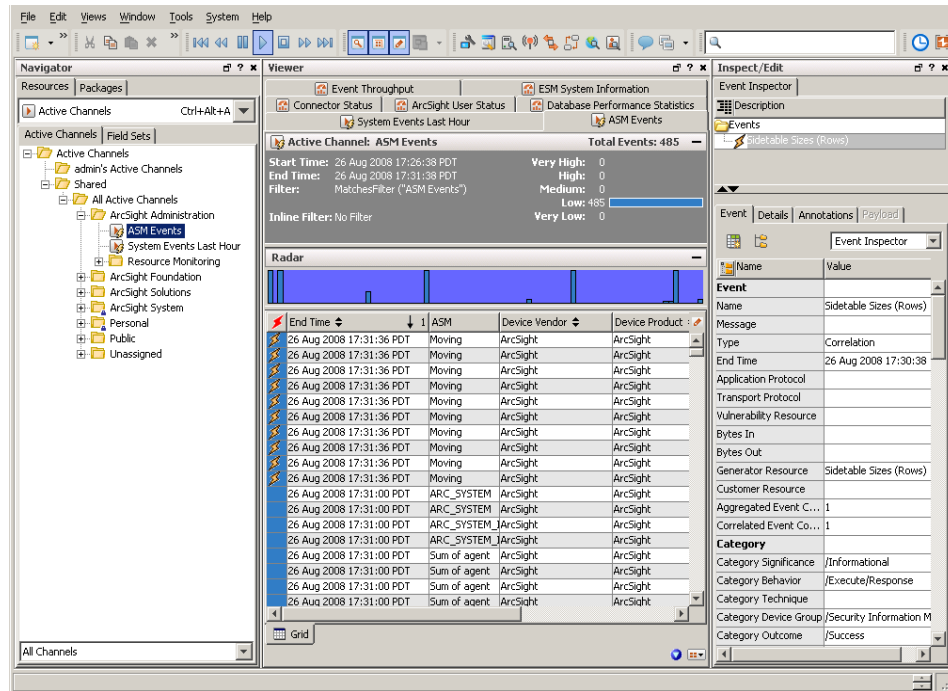 File Edit Views Window Tools System Help
Navigator
Resources Packages
Active Channels Ctrl+Alt+A
Active Channels Field Sets
Active Channels
admin's Active Channels
Shared
All Active Channels
ArcSight Administration
ASM Events
System Events Last Hour
Resource Monitoring
ArcSight Foundation
ArcSight Solutions
ArcSight System
Personal
Public
Unassigned
All Channels
Viewer
Event Throughput ESM System Information
Connector Status ArcSight User Status Database Performance Statistics
System Events Last Hour ASM Events
Active Channel: ASM Events Total Events: 485
Start Time: 26 Aug 2008 17:26:38 PDT Very High: 0
End Time: 26 Aug 2008 17:31:38 PDT High: 0
Filter: MatchesFilter ("ASM Events") Medium: 0
Low: 485
Inline Filter: No Filter Very Low: 0
Radar
End Time 1 ASM Device Vendor Device Product
26 Aug 2008 17:31:36 PDT Moving ArcSight ArcSight
26 Aug 2008 17:31:36 PDT Moving ArcSight ArcSight
26 Aug 2008 17:31:36 PDT Moving ArcSight ArcSight
26 Aug 2008 17:31:36 PDT Moving ArcSight ArcSight
26 Aug 2008 17:31:36 PDT Moving ArcSight ArcSight
26 Aug 2008 17:31:36 PDT Moving ArcSight ArcSight
26 Aug 2008 17:31:36 PDT Moving ArcSight ArcSight
26 Aug 2008 17:31:36 PDT Moving ArcSight ArcSight
26 Aug 2008 17:31:36 PDT Moving ArcSight ArcSight
26 Aug 2008 17:31:36 PDT Moving ArcSight ArcSight
26 Aug 2008 17:31:00 PDT ARC_SYSTEM ArcSight ArcSight
26 Aug 2008 17:31:00 PDT ARC_SYSTEM ArcSight ArcSight
26 Aug 2008 17:31:00 PDT ARC_SYSTEM_I ArcSight ArcSight
26 Aug 2008 17:31:00 PDT ARC_SYSTEM_I ArcSight ArcSight
26 Aug 2008 17:31:00 PDT Sum of agent ArcSight ArcSight
26 Aug 2008 17:31:00 PDT Sum of agent ArcSight ArcSight
26 Aug 2008 17:31:00 PDT Sum of agent ArcSight ArcSight
26 Aug 2008 17:31:00 PDT Sum of agent ArcSight ArcSight
Grid
Inspect/Edit
Event Inspector
Description
Events
Sidetable Sizes (Rows)
Event Details Annotations Payload
Event Inspector
Name Value
Event
Name Sidetable Sizes (Rows)
Message
Type Correlation
End Time 26 Aug 2008 17:30:38
Application Protocol
Transport Protocol
Vulnerability Resource
Bytes In
Bytes Out
Generator Resource Sidetable Sizes (Rows)
Customer Resource
Aggregated Event C... 1
Correlated Event Co... 1
Category
Category Significance /Informational
Category Behavior /Execute/Response
Category Technique
Category Device Group /Security Information M
Category Outcome /Success